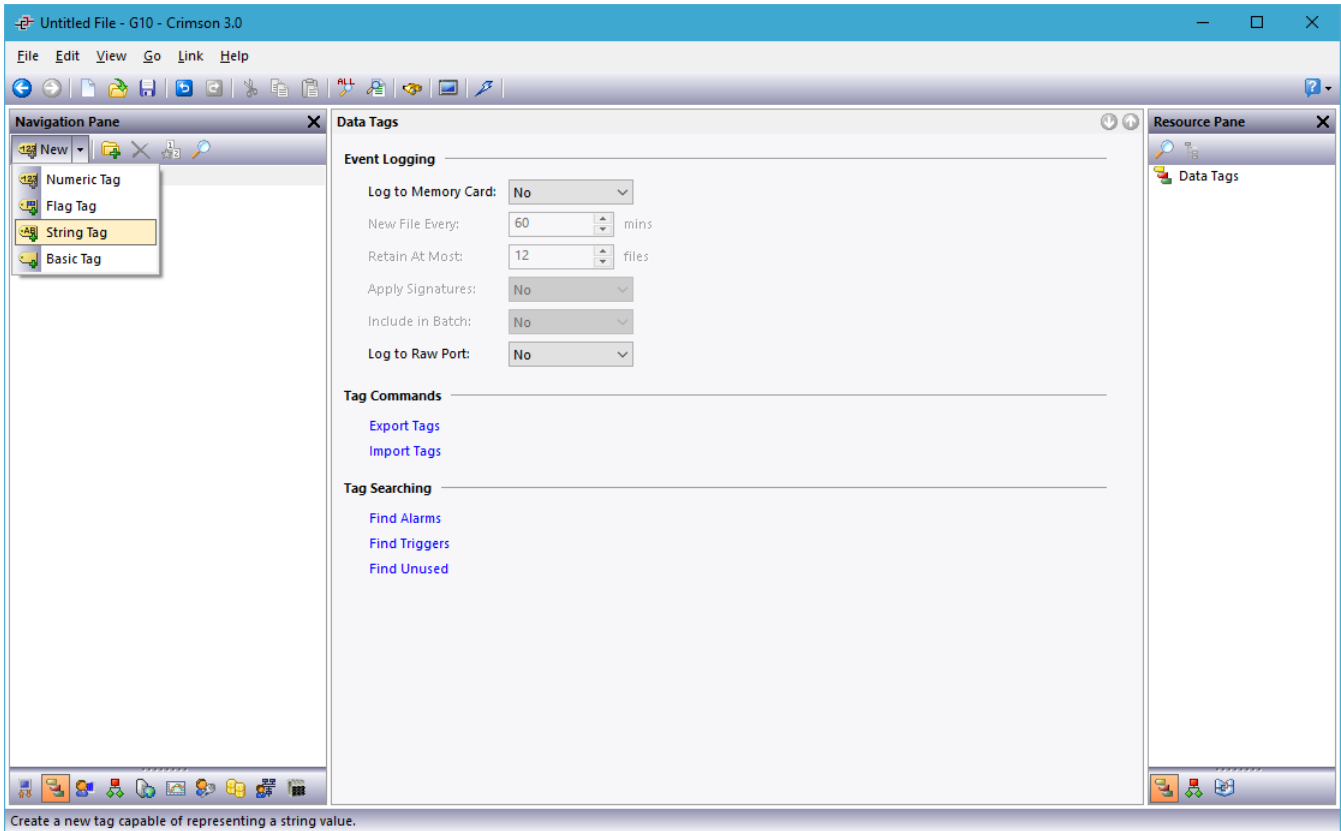 Untitled File - G10 - Crimson 3.0
File Edit View Go Link Help
Navigation Pane
New
Numeric Tag
Flag Tag
String Tag
Basic Tag
Data Tags
Event Logging
Log to Memory Card: No
New File Every: 60 mins
Retain At Most: 12 files
Apply Signatures: No
Include in Batch: No
Log to Raw Port: No
Tag Commands
Export Tags
Import Tags
Tag Searching
Find Alarms
Find Triggers
Find Unused
Resource Pane
Data Tags
Create a new tag capable of representing a string value.